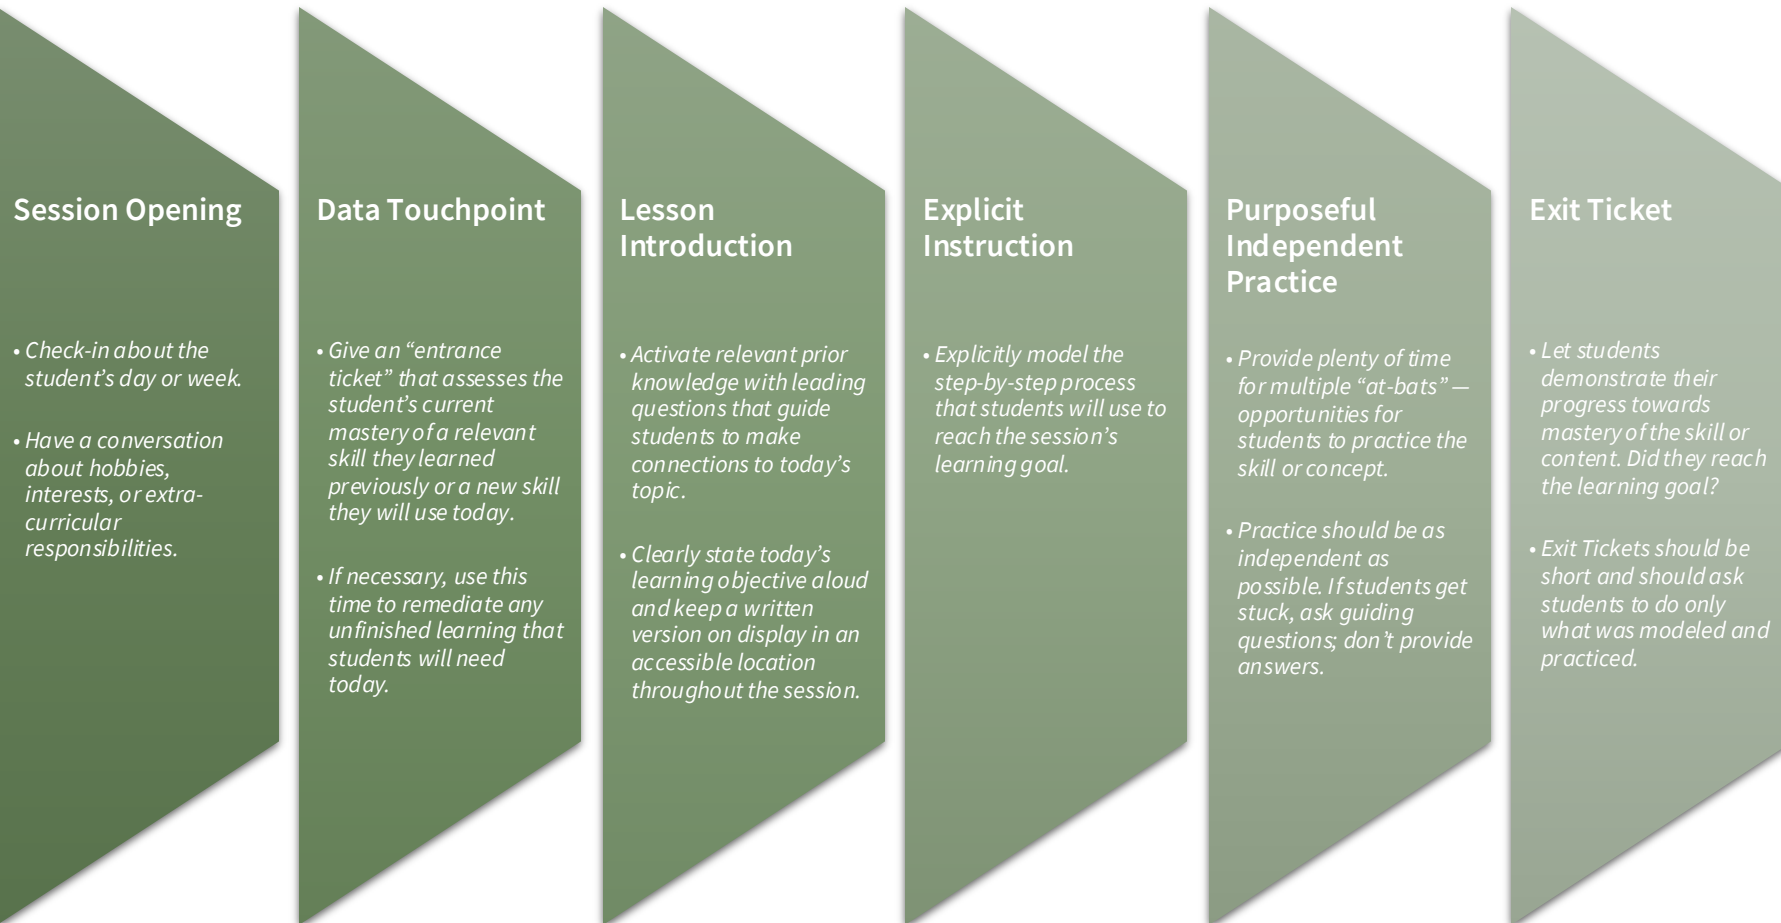 Session Opening
• Check-in about the
student’s day or week.
• Have a conversation
about hobbies,
interests, or extra-
curricular
responsibilities.
Data Touchpoint
• Give an “entrance
ticket” that assesses the
student’s current
mastery of a relevant
skill they learned
previously or a new skill
they will use today.
• If necessary, use this
time to remediate any
unfinished learning that
students will need
today.
Lesson
Introduction
• Activate relevant prior
knowledge with leading
questions that guide
students to make
connections to today’s
topic.
• Clearly state today’s
learning objective aloud
and keep a written
version on display in an
accessible location
throughout the session.
Explicit
Instruction
• Explicitly model the
step-by-step process
that students will use to
reach the session’s
learning goal.
Purposeful
Independent
Practice
• Provide plenty of time
for multiple “at-bats” —
opportunities for
students to practice the
skill or concept.
• Practice should be as
independent as
possible. If students get
stuck, ask guiding
questions; don’t provide
answers.
Exit Ticket
• Let students
demonstrate their
progress towards
mastery of the skill or
content. Did they reach
the learning goal?
• Exit Tickets should be
short and should ask
students to do only
what was modeled and
practiced.